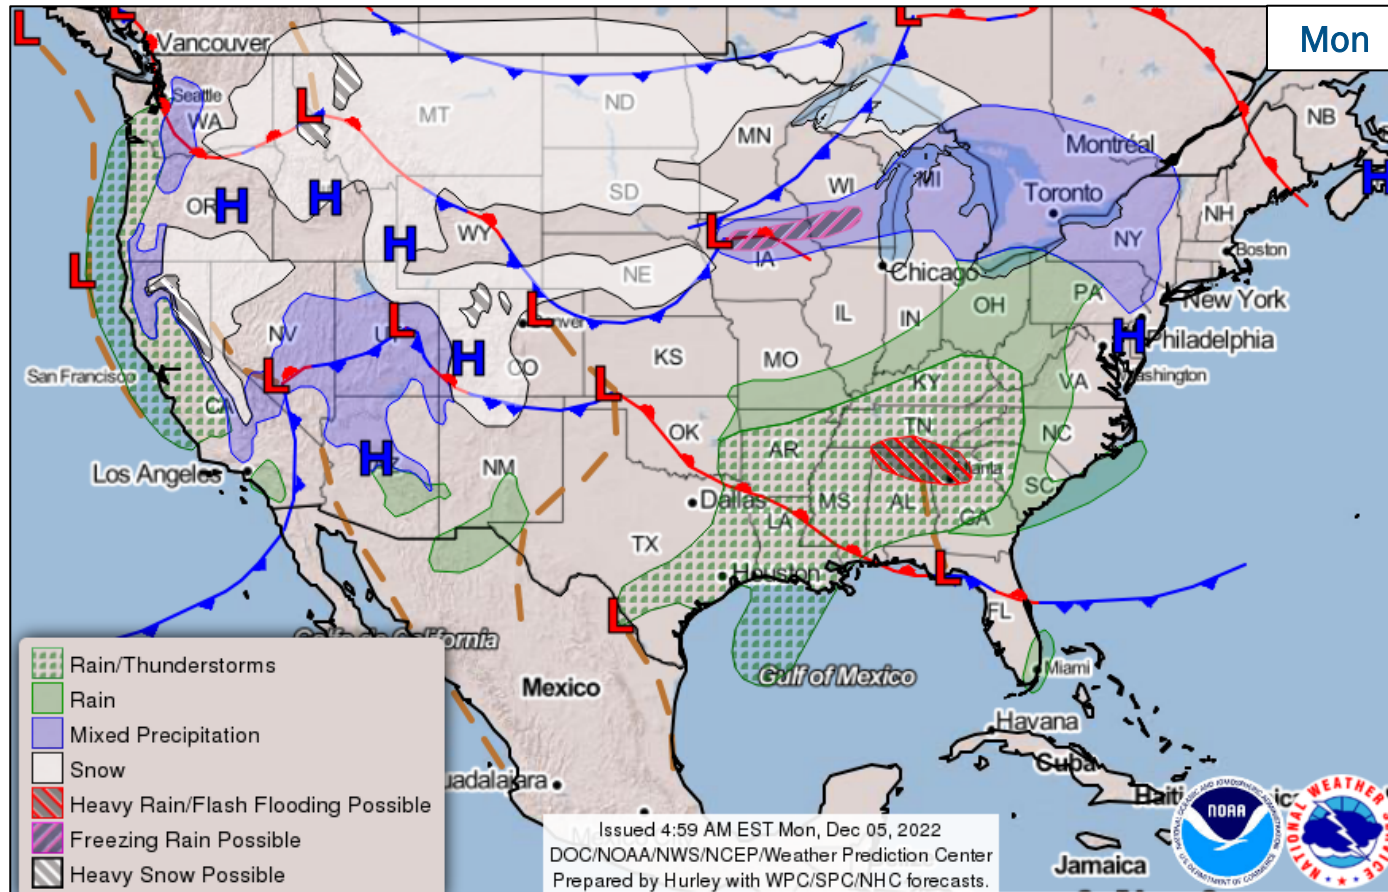 Mon
Vancouver
Seattle
WA
MT
ND
MN
Montréal
NB
SD
WI
MI
Toronto
OR
NH
WY
NY
Boston
IA
NE
Chicago
OH
PA
New York
NV
IL
IN
Philadelphia
KS
MO
CO
San Francisco
VA
KY
CA
OK
TN
NC
Los Angeles
NM
AR
SC
Dallas
MS
AL
GA
LA
TX
Houston
FL
Miami
Gulf of Mexico
Mexico
Havana
Cuba
Haiti
Jamaica
L
L
L
L
L
L
L
L
L
L
L
L
L
H
H
H
H
H
H
H
Rain/Thunderstorms
Rain
Mixed Precipitation
Snow
Heavy Rain/Flash Flooding Possible
Freezing Rain Possible
Heavy Snow Possible
Issued 4:59 AM EST Mon, Dec 05, 2022
DOC/NOAA/NWS/NCEP/Weather Prediction Center
Prepared by Hurley with WPC/SPC/NHC forecasts.
NOAA